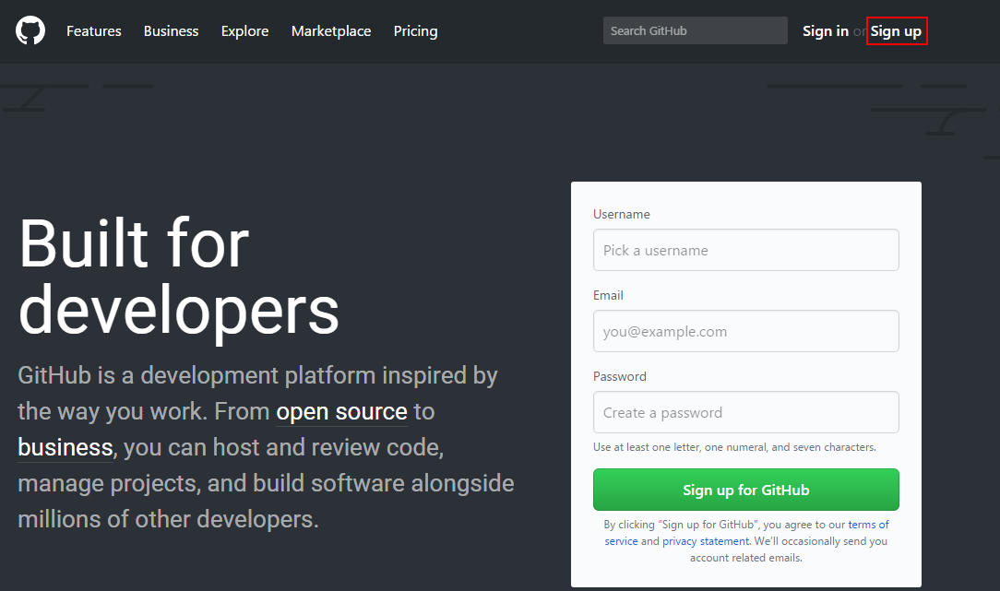 Features Business Explore Marketplace Pricing Search GitHub Sign in or Sign up
Built for
developers
GitHub is a development platform inspired by
the way you work. From open source to
business, you can host and review code,
manage projects, and build software alongside
millions of other developers.
Username
Pick a username
Email
you@example.com
Password
Create a password
Use at least one letter, one numeral, and seven characters.
Sign up for GitHub
By clicking “Sign up for GitHub”, you agree to our terms of
service and privacy statement. We’ll occasionally send you
account related emails.